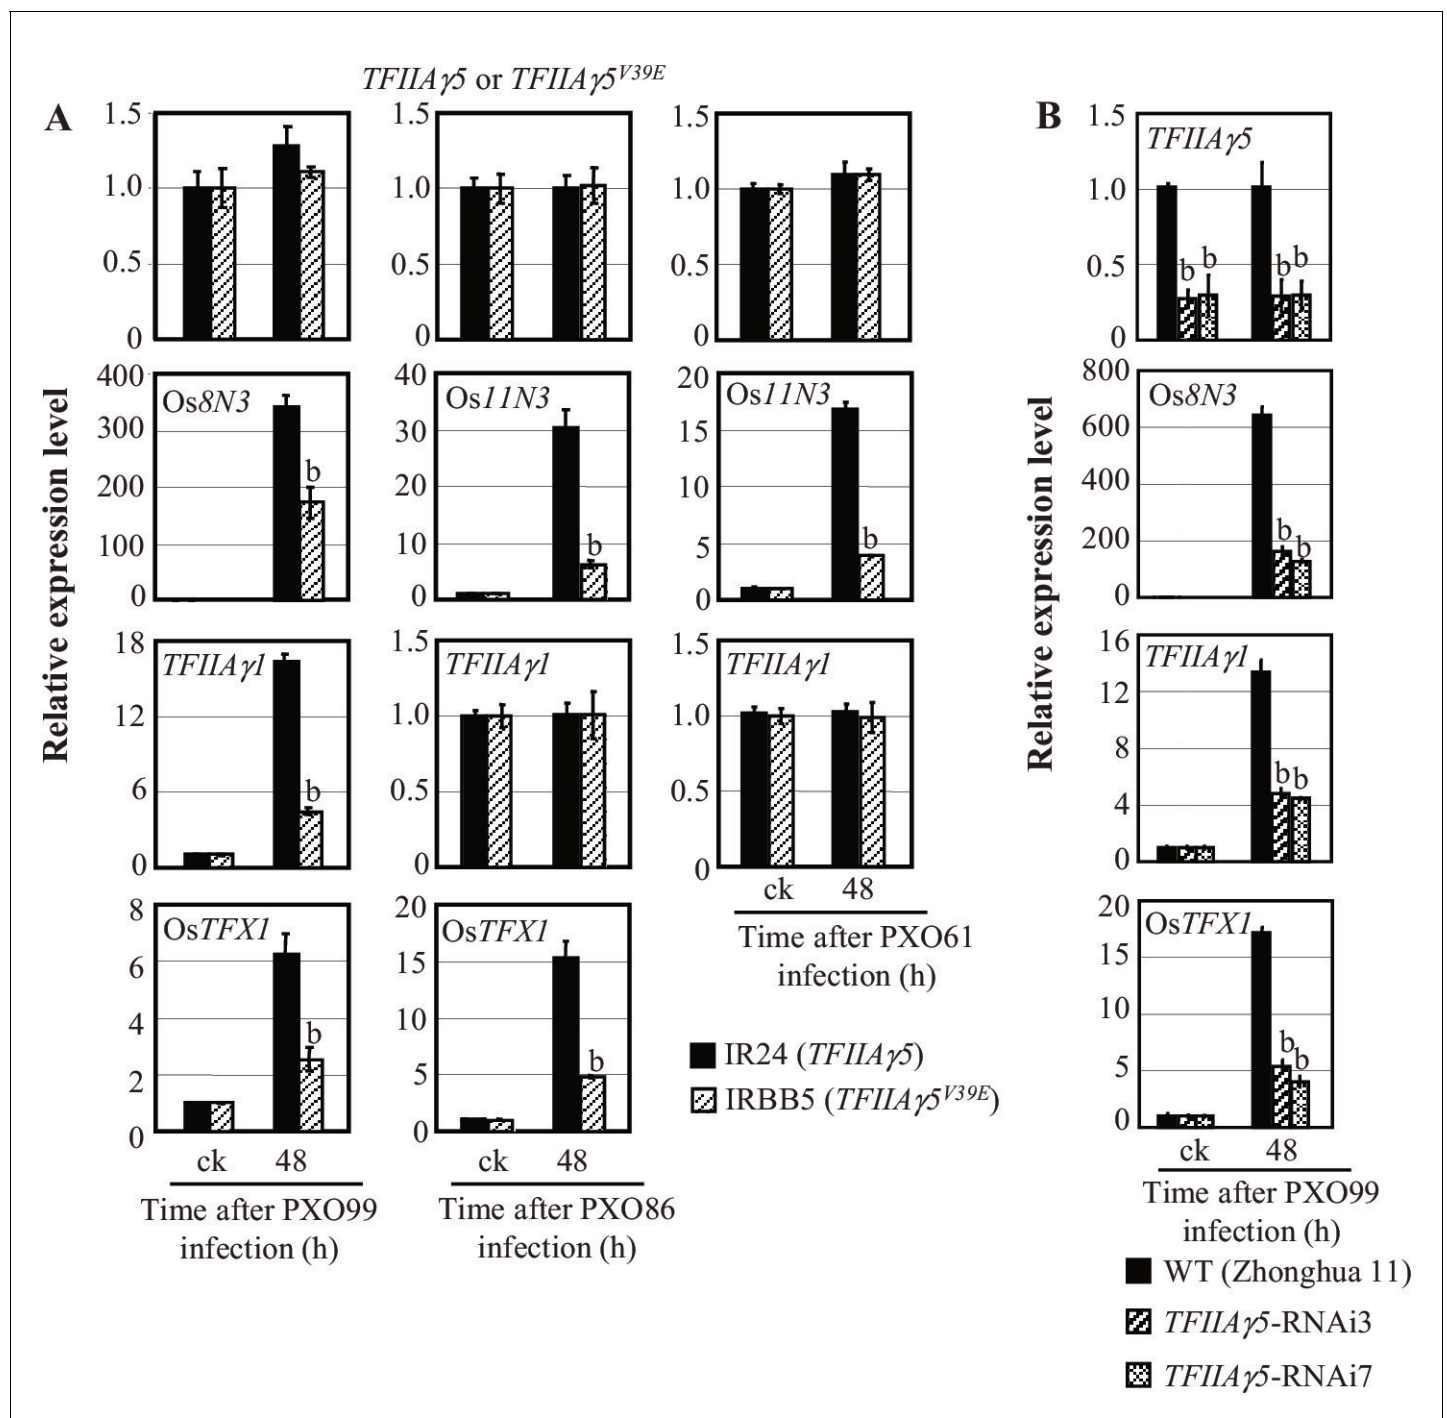 TFIIAγ5 or TFIIAγ5V39E
A
1.5
1.0
0.5
0
1.5
1.0
0.5
0
1.5
1.0
0.5
0
Relative expression level
Os8N3
400
300
200
100
0
b
Os11N3
40
30
20
10
0
b
Os11N3
20
15
10
5
0
b
TFIIAγ1
18
12
6
0
b
TFIIAγ1
1.5
1.0
0.5
0
TFIIAγ1
1.5
1.0
0.5
0
ck 48
Time after PXO61
infection (h)
OsTFX1
8
6
4
2
0
b
ck 48
Time after PXO99
infection (h)
OsTFX1
20
15
10
5
0
b
ck 48
Time after PXO86
infection (h)
IR24 (TFIIAγ5)
IRBB5 (TFIIAγ5V39E)
B
TFIIAγ5
1.5
1.0
0.5
0
b b b b
Relative expression level
Os8N3
800
600
400
200
0
b b
TFIIAγ1
16
12
8
4
0
b b
OsTFX1
20
15
10
5
0
b b
ck 48
Time after PXO99
infection (h)
WT (Zhonghua 11)
TFIIAγ5-RNAi3
TFIIAγ5-RNAi7